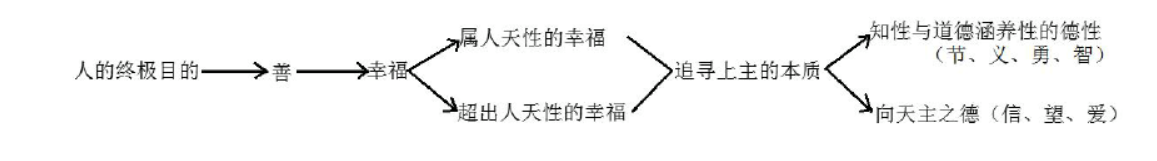 人的终极目的
善
幸福
属人天性的幸福
超出人天性的幸福
追寻上主的本质
知性与道德涵养性的德性
（节、义、勇、智）
向天主之德（信、望、爱）